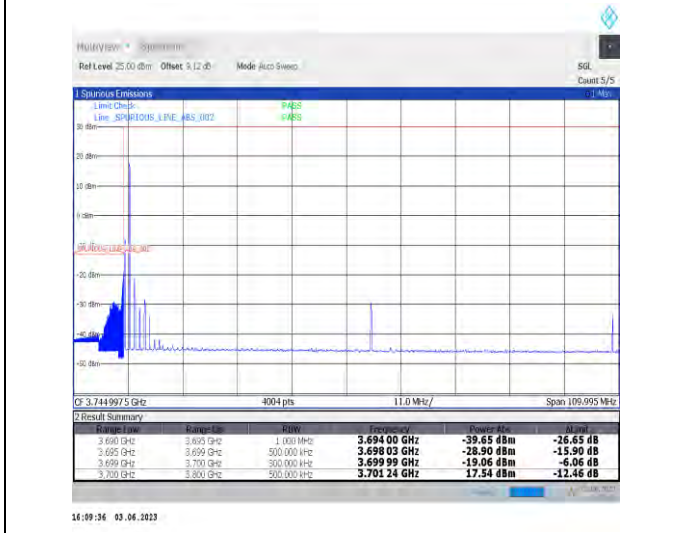 MultiView Spectrum
Ref Level 25.00 dBm Offset 9.12 dB Mode Auto Sweep SGL
Count 5/5
1 Spurious Emissions
Limit Check PASS
Line _SPURIOUS_LINE_ABS_002 PASS
30 dBm
20 dBm
10 dBm
0 dBm
-20 dBm
-30 dBm
-40 dBm
-50 dBm
CF 3.7449975 GHz 4004 pts 11.0 MHz/ Span 109.995 MHz
2 Result Summary
Range Low Range Up RBW Frequency Power Abs ΔLimit
3.690 GHz 3.695 GHz 1.000 MHz 3.694 00 GHz -39.65 dBm -26.65 dB
3.695 GHz 3.699 GHz 500.000 kHz 3.698 03 GHz -28.90 dBm -15.90 dB
3.699 GHz 3.700 GHz 300.000 kHz 3.699 99 GHz -19.06 dBm -6.06 dB
3.700 GHz 3.800 GHz 500.000 kHz 3.701 24 GHz 17.54 dBm -12.46 dB
16:09:36 03.06.2023